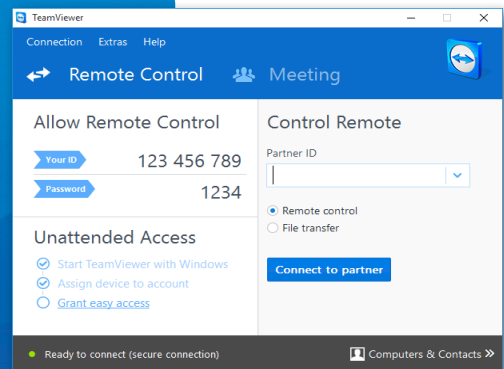 TeamViewer
Connection Extras Help
Remote Control Meeting
Allow Remote Control
Your ID 123 456 789
Password 1234
Unattended Access
Start TeamViewer with Windows
Assign device to account
Grant easy access
Control Remote
Partner ID
Remote control
File transfer
Connect to partner
Ready to connect (secure connection)
Computers & Contacts